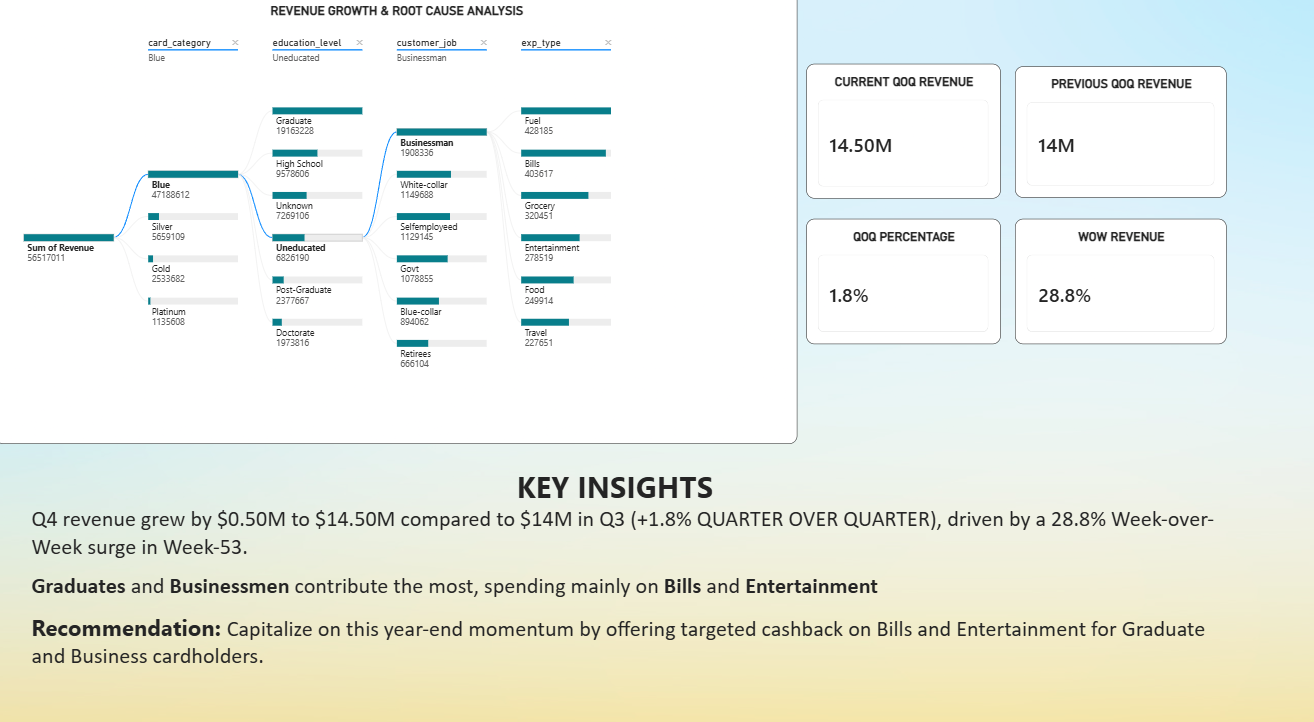 REVENUE GROWTH & ROOT CAUSE ANALYSIS
card_category ×
Blue
education_level ×
Uneducated
customer_job ×
Businessman
exp_type ×
Sum of Revenue
56517011
Blue
47188612
Silver
5659109
Gold
2533682
Platinum
1135608
Graduate
19163228
High School
9578606
Unknown
7269106
Uneducated
6826190
Post-Graduate
2377667
Doctorate
1973816
Businessman
1908336
White-collar
1149688
Selfemployeed
1129145
Govt
1078855
Blue-collar
894062
Retirees
666104
Fuel
428185
Bills
403617
Grocery
320451
Entertainment
278519
Food
249914
Travel
227651
CURRENT QOQ REVENUE
14.50M
PREVIOUS QOQ REVENUE
14M
QOQ PERCENTAGE
1.8%
WOW REVENUE
28.8%
KEY INSIGHTS
Q4 revenue grew by $0.50M to $14.50M compared to $14M in Q3 (+1.8% QUARTER OVER QUARTER), driven by a 28.8% Week-over-
Week surge in Week-53.
Graduates and Businessmen contribute the most, spending mainly on Bills and Entertainment
Recommendation: Capitalize on this year-end momentum by offering targeted cashback on Bills and Entertainment for Graduate
and Business cardholders.